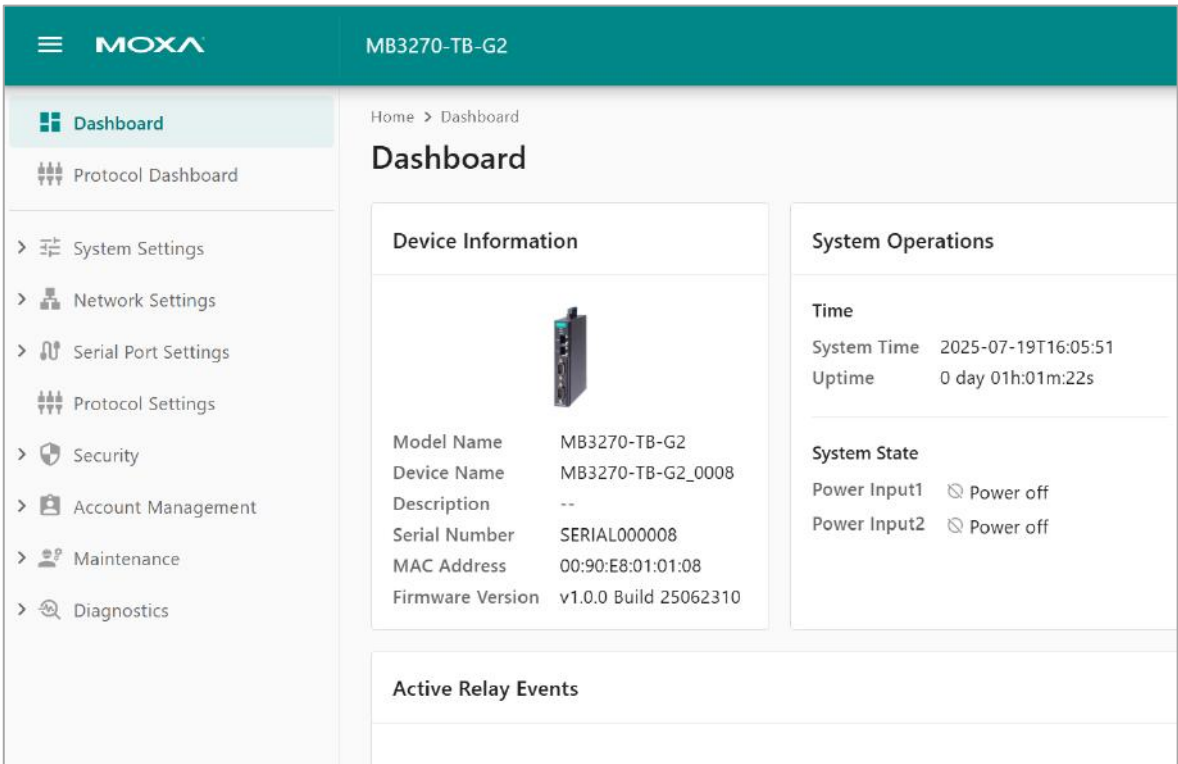 MOXA
MB3270-TB-G2
Dashboard
Protocol Dashboard
System Settings
Network Settings
Serial Port Settings
Protocol Settings
Security
Account Management
Maintenance
Diagnostics
Home > Dashboard
Dashboard
Device Information
Model Name MB3270-TB-G2
Device Name MB3270-TB-G2_0008
Description --
Serial Number SERIAL000008
MAC Address 00:90:E8:01:01:08
Firmware Version v1.0.0 Build 25062310
System Operations
Time
System Time 2025-07-19T16:05:51
Uptime 0 day 01h:01m:22s
System State
Power Input1 Power off
Power Input2 Power off
Active Relay Events